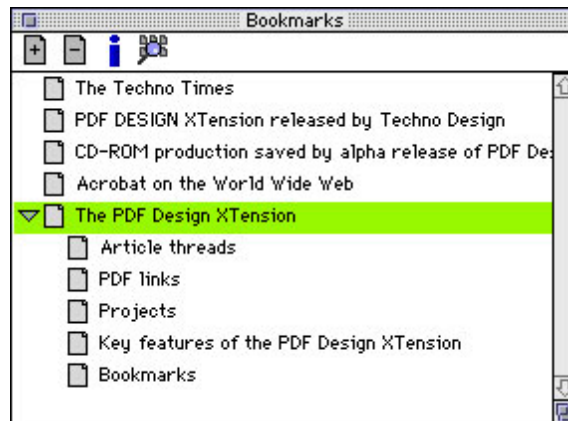 Bookmarks
The Techno Times
PDF DESIGN XTension released by Techno Design
CD-ROM production saved by alpha release of PDF De
Acrobat on the World Wide Web
The PDF Design XTension
Article threads
PDF links
Projects
Key features of the PDF Design XTension
Bookmarks